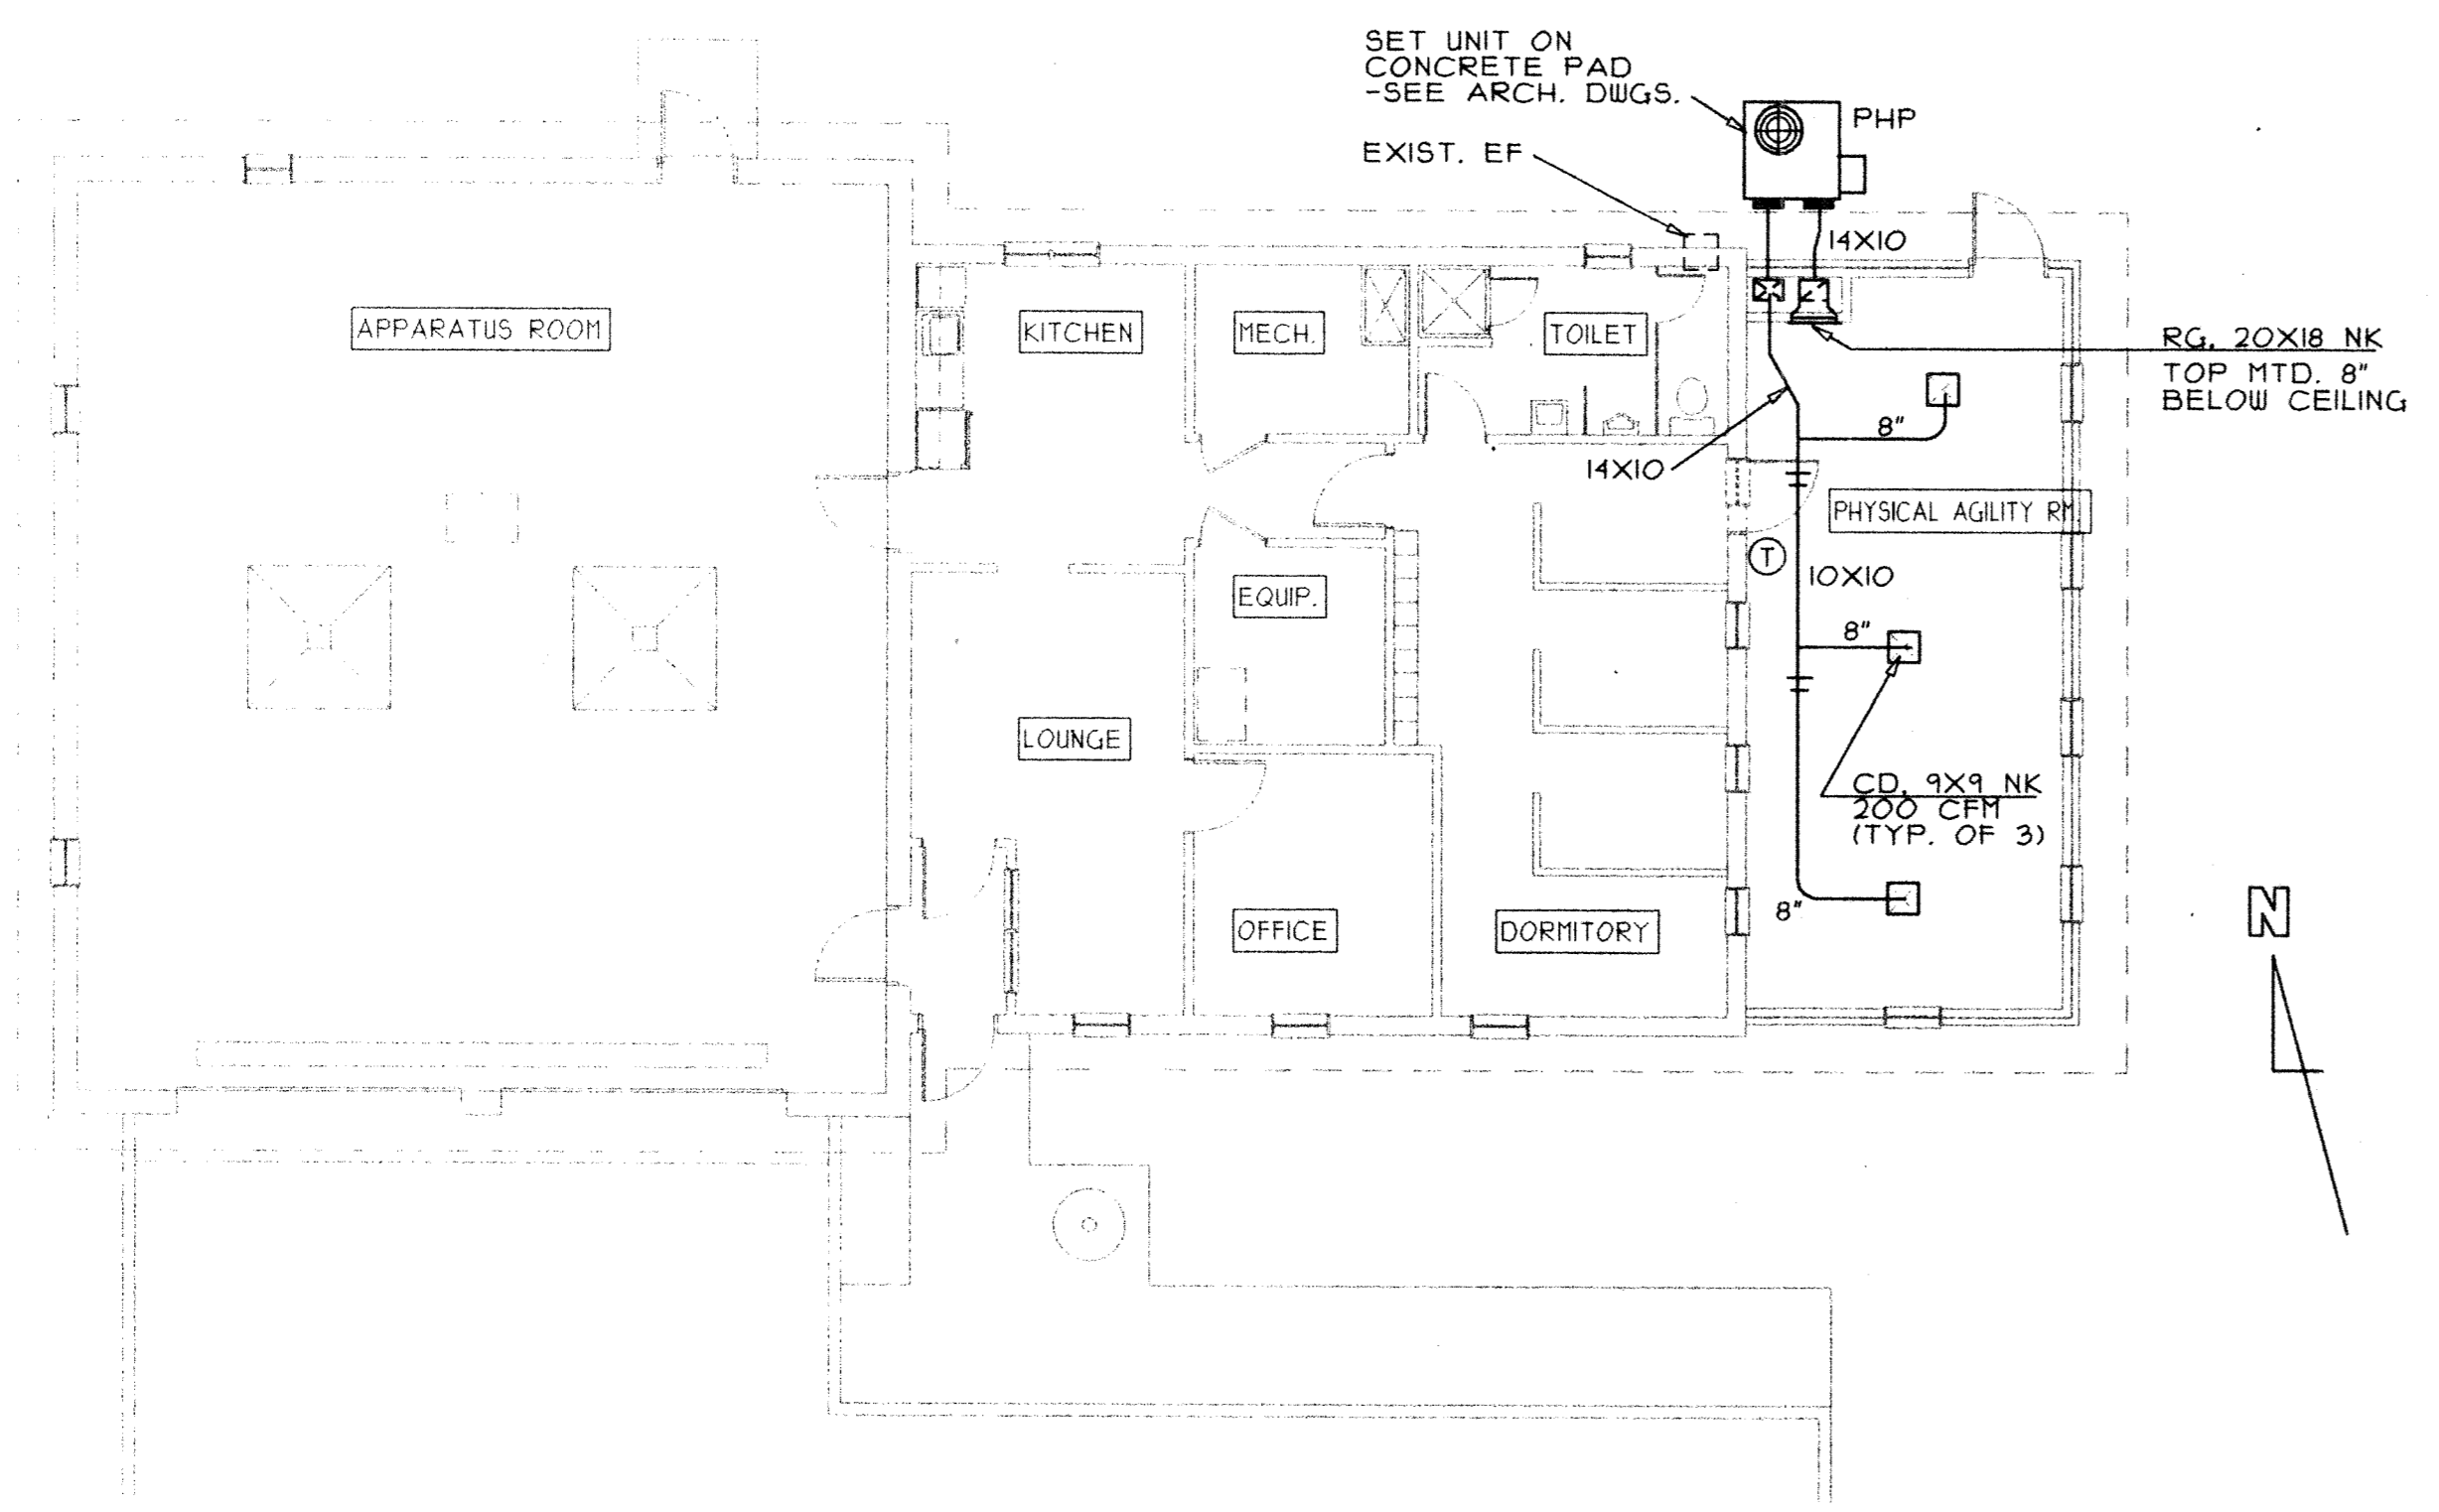 SET UNIT ON
CONCRETE PAD
-SEE ARCH. DWGS.
PHP
EXIST. EF
14X10
APPARATUS ROOM
KITCHEN
MECH.
TOILET
RG. 20X18 NK
TOP MTD. 8"
BELOW CEILING
8"
14X10
PHYSICAL AGILITY RM.
T
10X10
EQUIP.
8"
LOUNGE
CD. 9X9 NK
200 CFM
(TYP. OF 3)
8"
OFFICE
DORMITORY
N